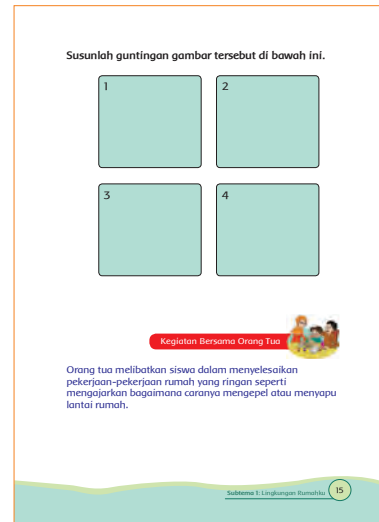 Susunlah guntingan gambar tersebut di bawah ini.
1
2
3
4
Kegiatan Bersama Orang Tua
Orang tua melibatkan siswa dalam menyelesaikan
pekerjaan-pekerjaan rumah yang ringan seperti
mengajarkan bagaimana caranya mengepel atau menyapu
lantai rumah.
Subtema 1: Lingkungan Rumahku 15